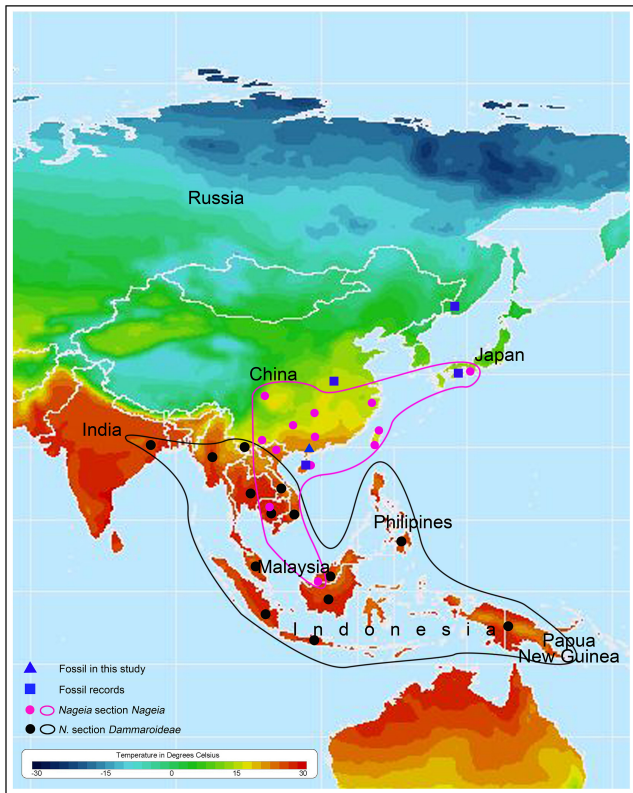 Russia
China
Japan
India
Philipines
Malaysia
Indonesia
Papua
New Guinea
Fossil in this study
Fossil records
Nageia section Nageia
N. section Dammaroideae
Temperature in Degrees Celsius
-30 -15 0 15 30